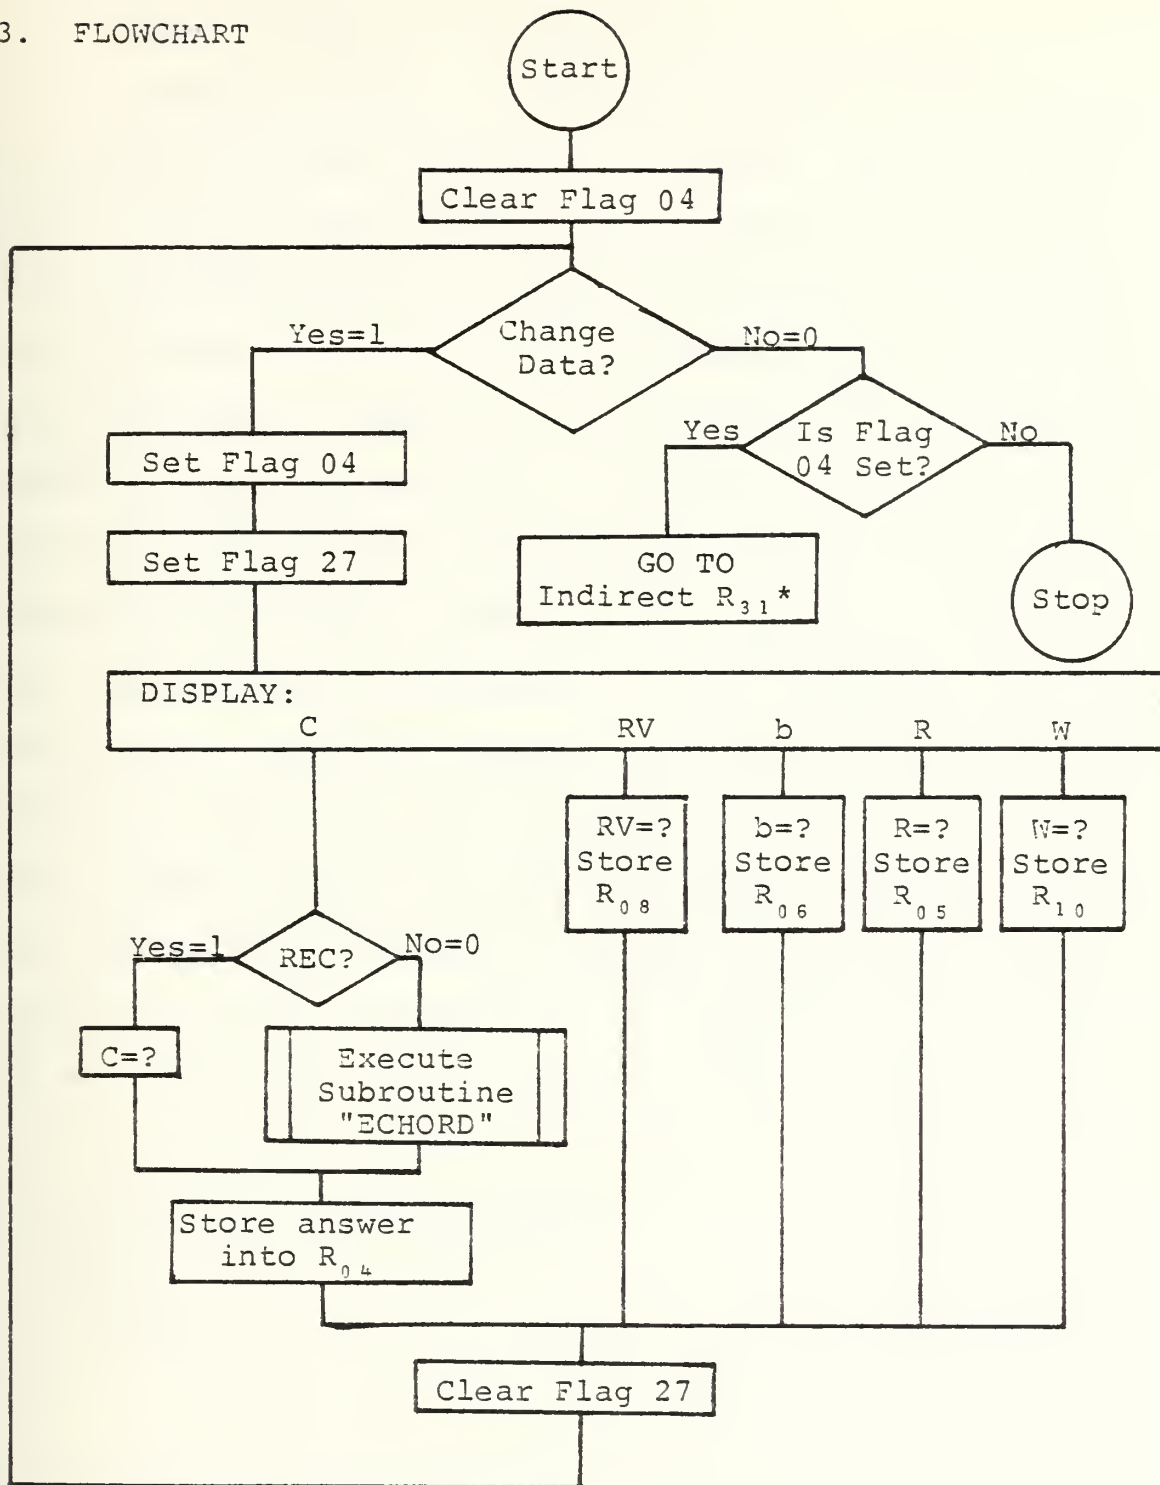 3. FLOWCHART
Start
Clear Flag 04
Change
Data?
Yes=1
No=0
Set Flag 04
Set Flag 27
Is Flag
04 Set?
Yes
No
GO TO
Indirect R₃₁*
Stop
DISPLAY:
C RV b R W
RV=?
Store
R₀₈
b=?
Store
R₀₆
R=?
Store
R₀₅
W=?
Store
R₁₀
REC?
Yes=1
No=0
C=?
Execute
Subroutine
"ECHORD"
Store answer
into R₀₄
Clear Flag 27